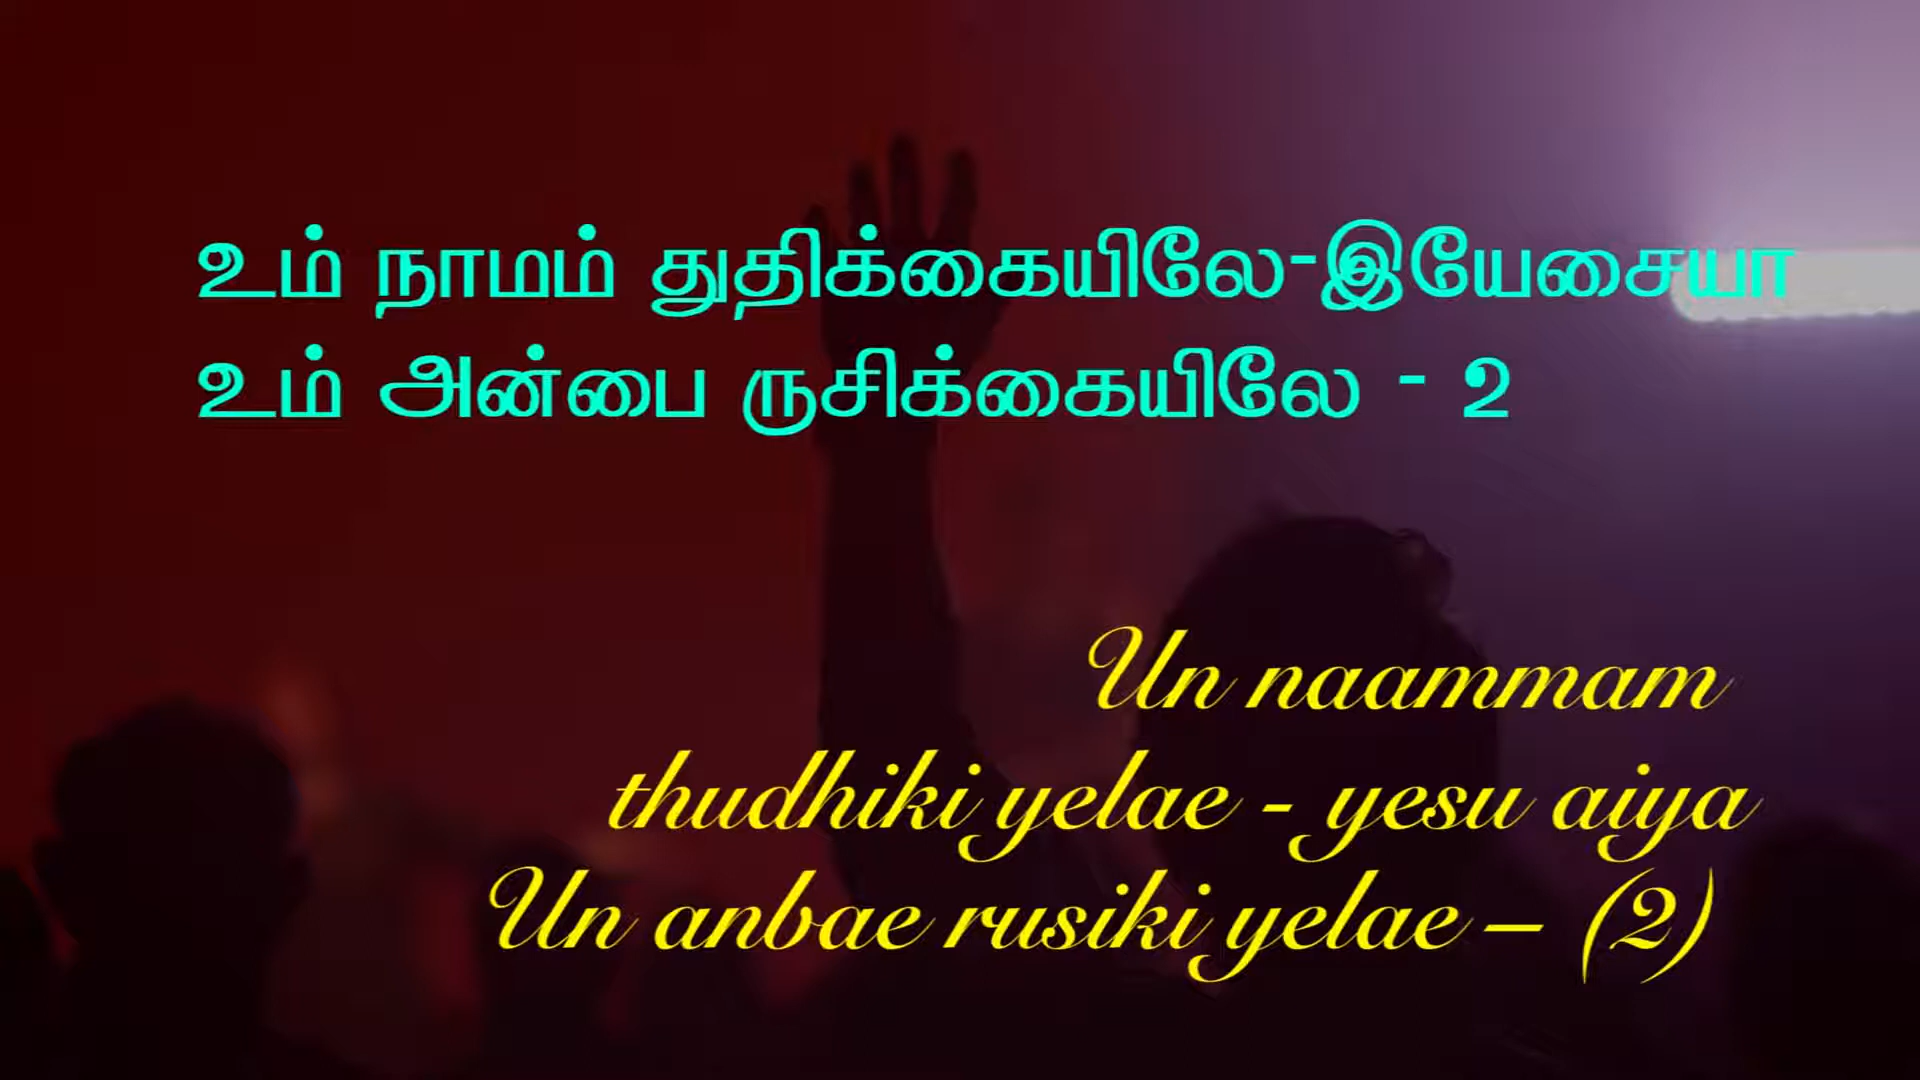 உம் நாமம் துதிக்கையிலே-இயேசையா
உம் அன்பை ருசிக்கையிலே - 2
Un naammam
thudhiki yelae - yesu aiya
Un anbae rusiki yelae – (2)